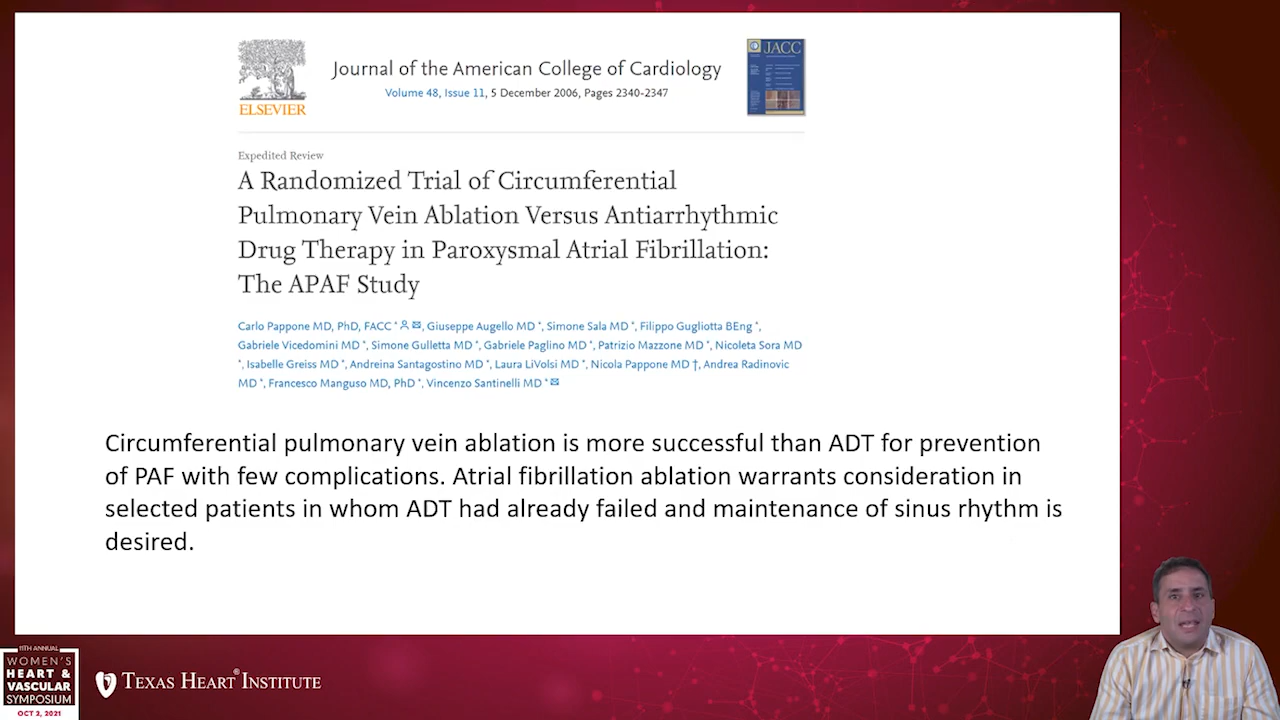 ELSEVIER
Journal of the American College of Cardiology
Volume 48, Issue 11, 5 December 2006, Pages 2340-2347
JACC
Expedited Review
A Randomized Trial of Circumferential
Pulmonary Vein Ablation Versus Antiarrhythmic
Drug Therapy in Paroxysmal Atrial Fibrillation:
The APAF Study
Carlo Pappone MD, PhD, FACC *, Giuseppe Augello MD *, Simone Sala MD *, Filippo Gugliotta BEng *,
Gabriele Vicedomini MD *, Simone Gulletta MD *, Gabriele Paglino MD *, Patrizio Mazzone MD *, Nicoleta Sora MD
*, Isabelle Greiss MD *, Andreina Santagostino MD *, Laura LiVolsi MD *, Nicola Pappone MD †, Andrea Radinovic
MD *, Francesco Manguso MD, PhD *, Vincenzo Santinelli MD *
Circumferential pulmonary vein ablation is more successful than ADT for prevention
of PAF with few complications. Atrial fibrillation ablation warrants consideration in
selected patients in whom ADT had already failed and maintenance of sinus rhythm is
desired.
11TH ANNUAL
WOMEN'S
HEART &
VASCULAR
SYMPOSIUM
OCT 2, 2021
TEXAS HEART® INSTITUTE